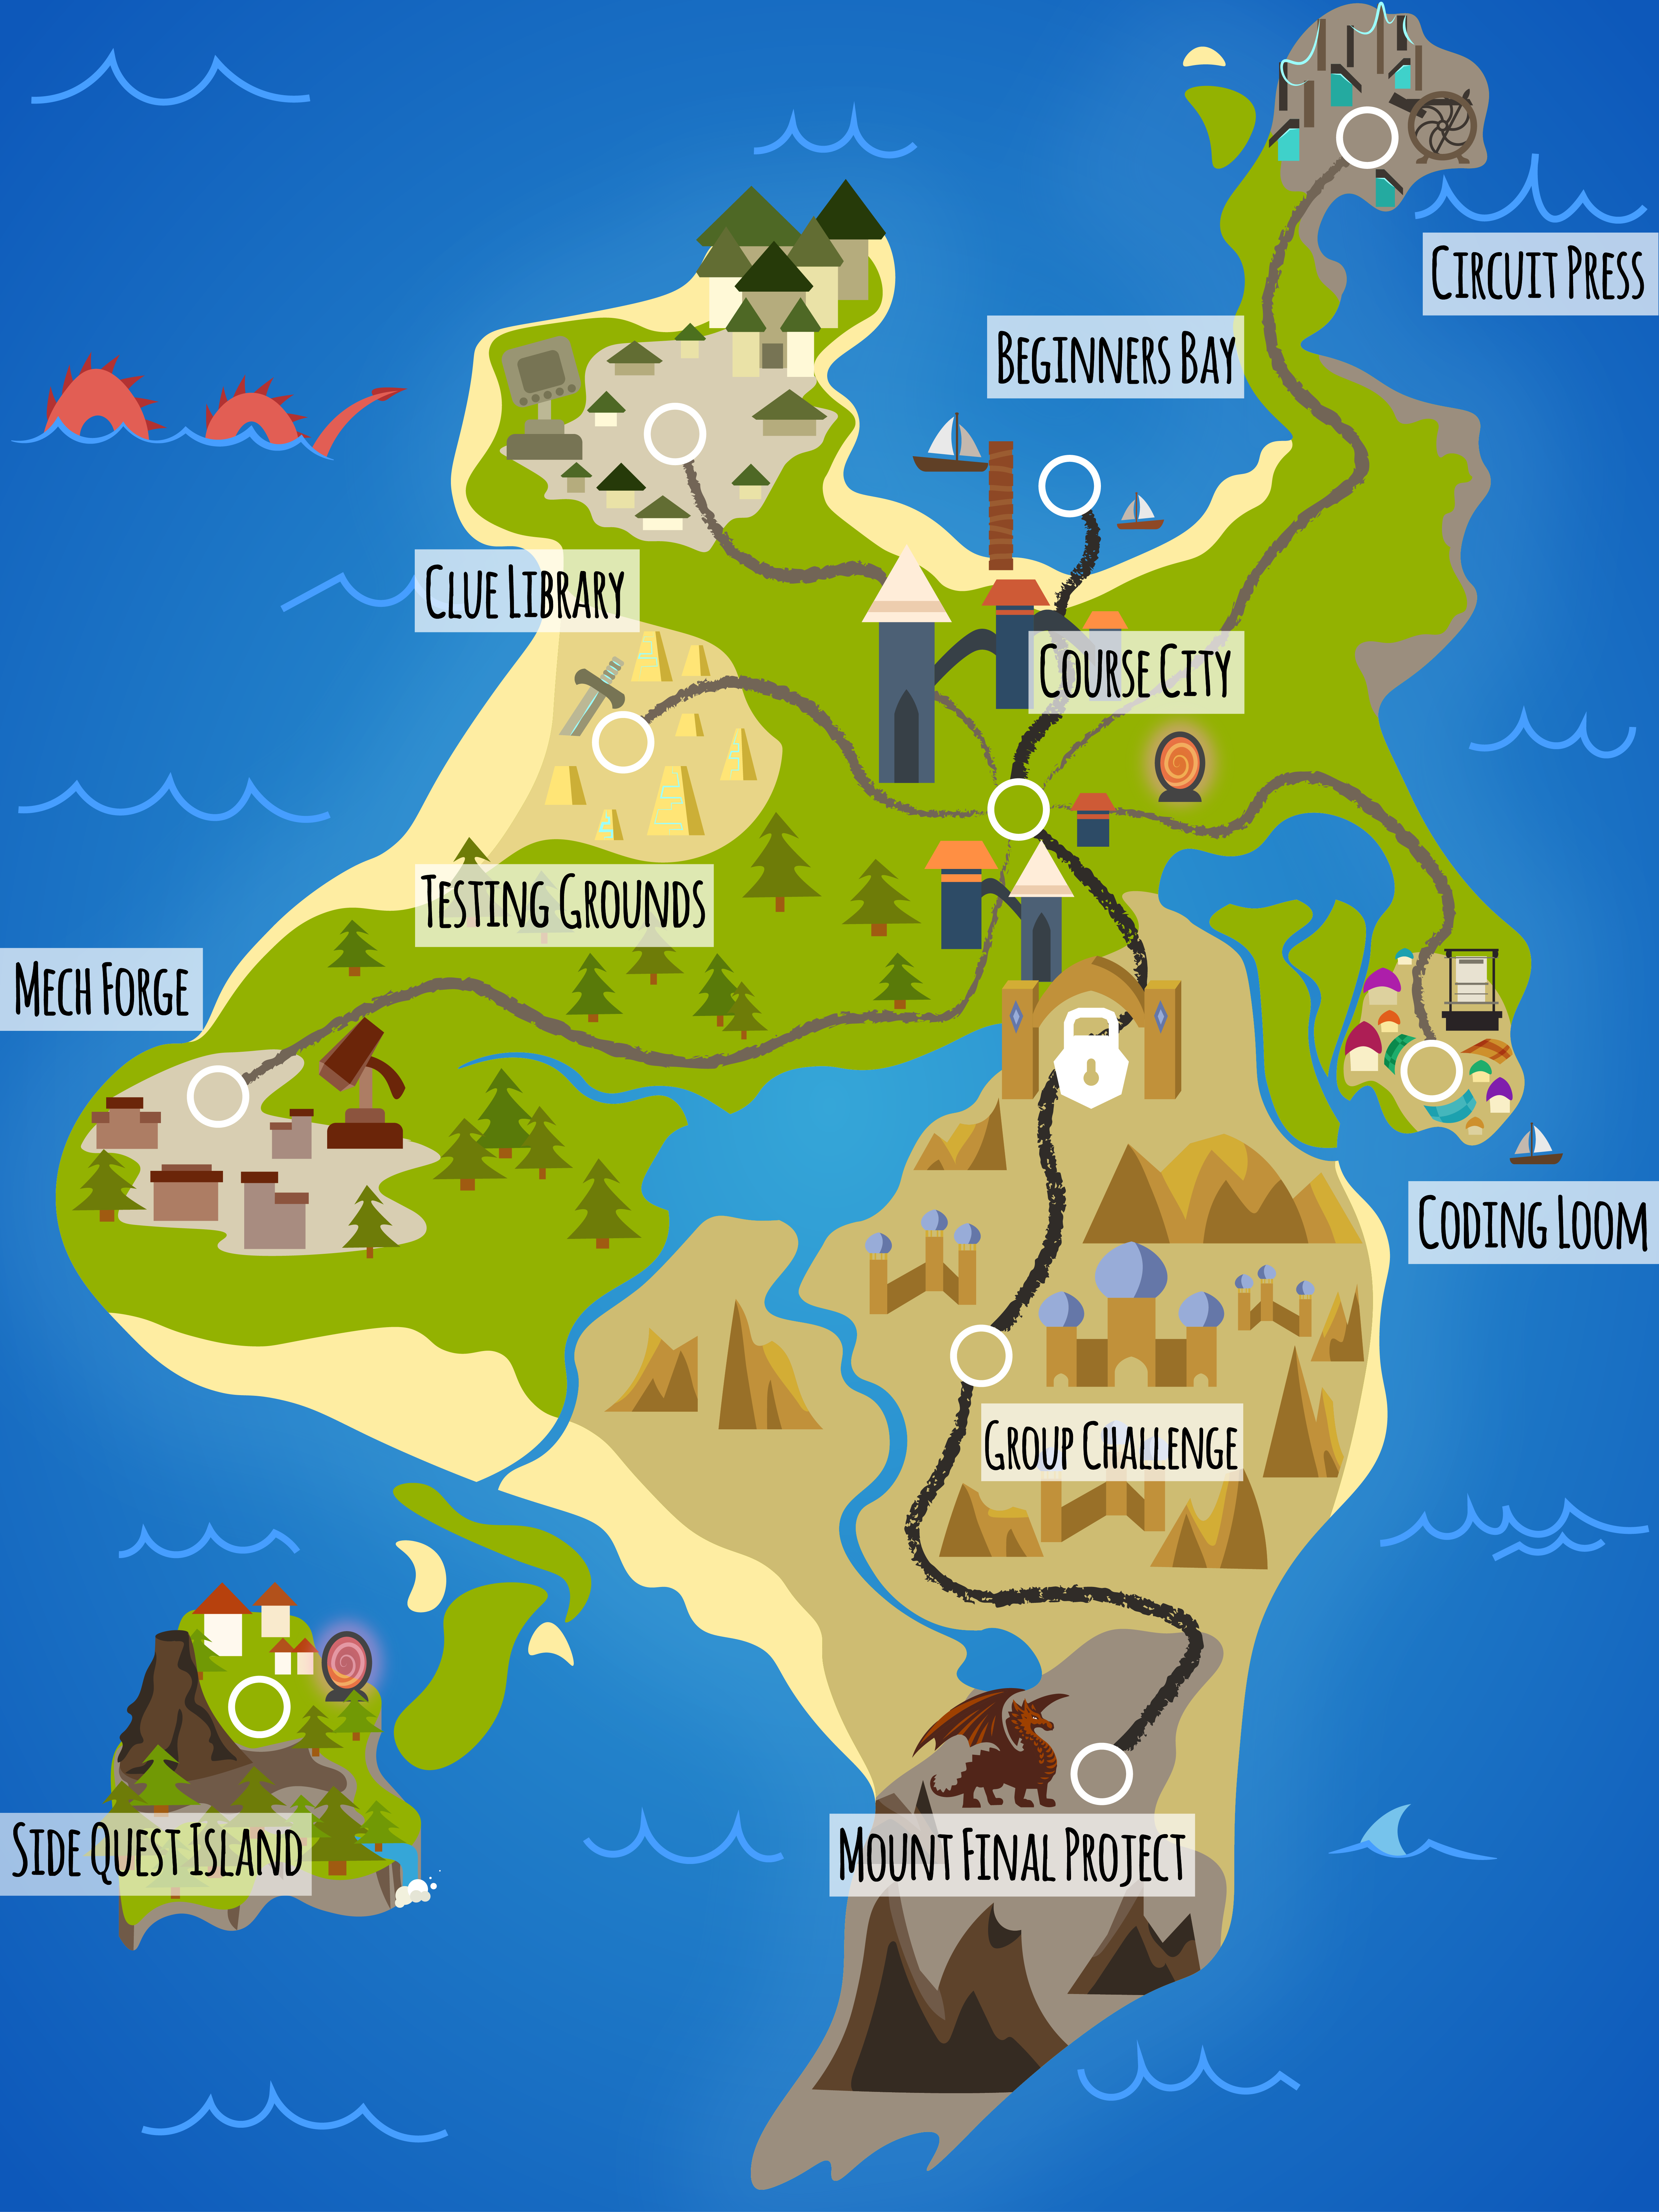 Circuit Press
Beginners Bay
Clue Library
Course City
Testing Grounds
Mech Forge
Coding Loom
Group Challenge
Side Quest Island
Mount Final Project